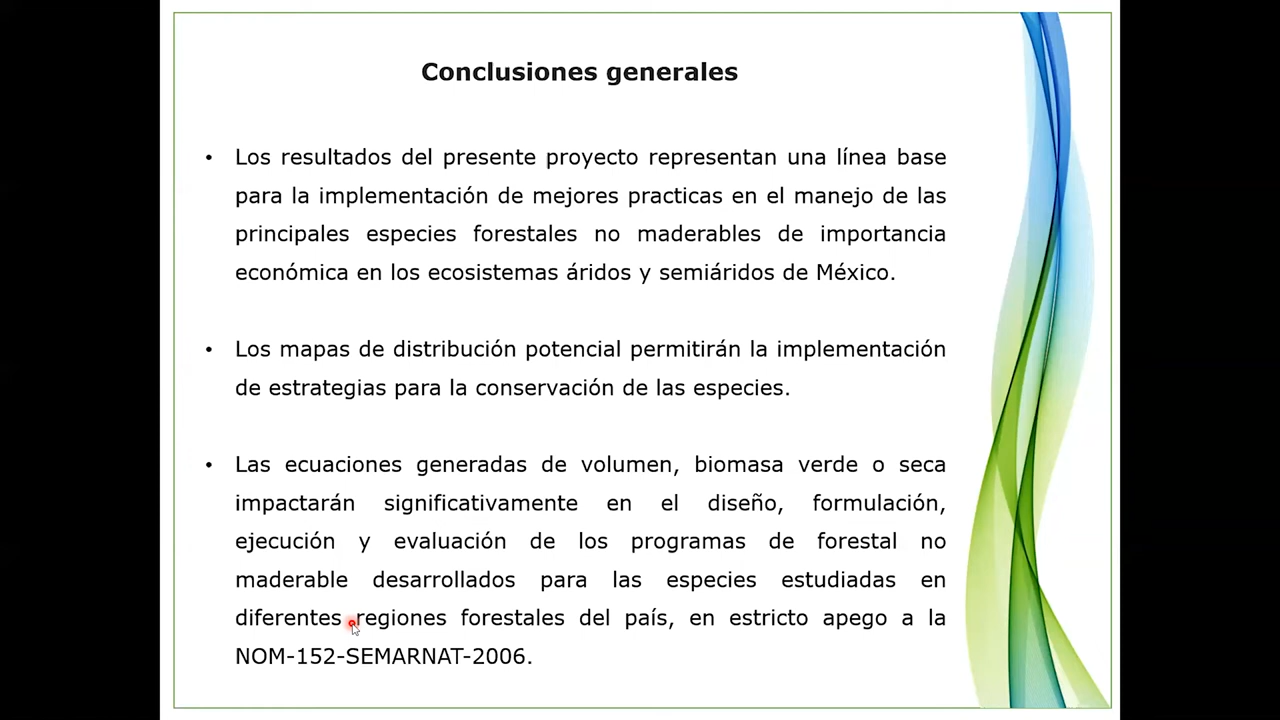 Conclusiones generales
• Los resultados del presente proyecto representan una línea base
para la implementación de mejores practicas en el manejo de las
principales especies forestales no maderables de importancia
económica en los ecosistemas áridos y semiáridos de México.
• Los mapas de distribución potencial permitirán la implementación
de estrategias para la conservación de las especies.
• Las ecuaciones generadas de volumen, biomasa verde o seca
impactarán significativamente en el diseño, formulación,
ejecución y evaluación de los programas de forestal no
maderable desarrollados para las especies estudiadas en
diferentes regiones forestales del país, en estricto apego a la
NOM-152-SEMARNAT-2006.